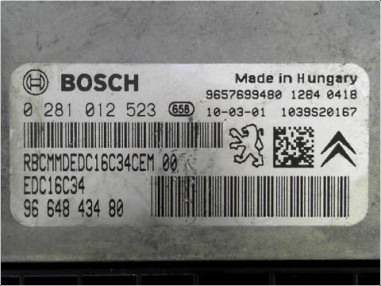 BOSCH
Made in Hungary
9657699480 1284 0418
0 281 012 523 658 10-03-01 1039S20167
RBCMMDEDC16C34CEM 00
EDC16C34
96 648 434 80